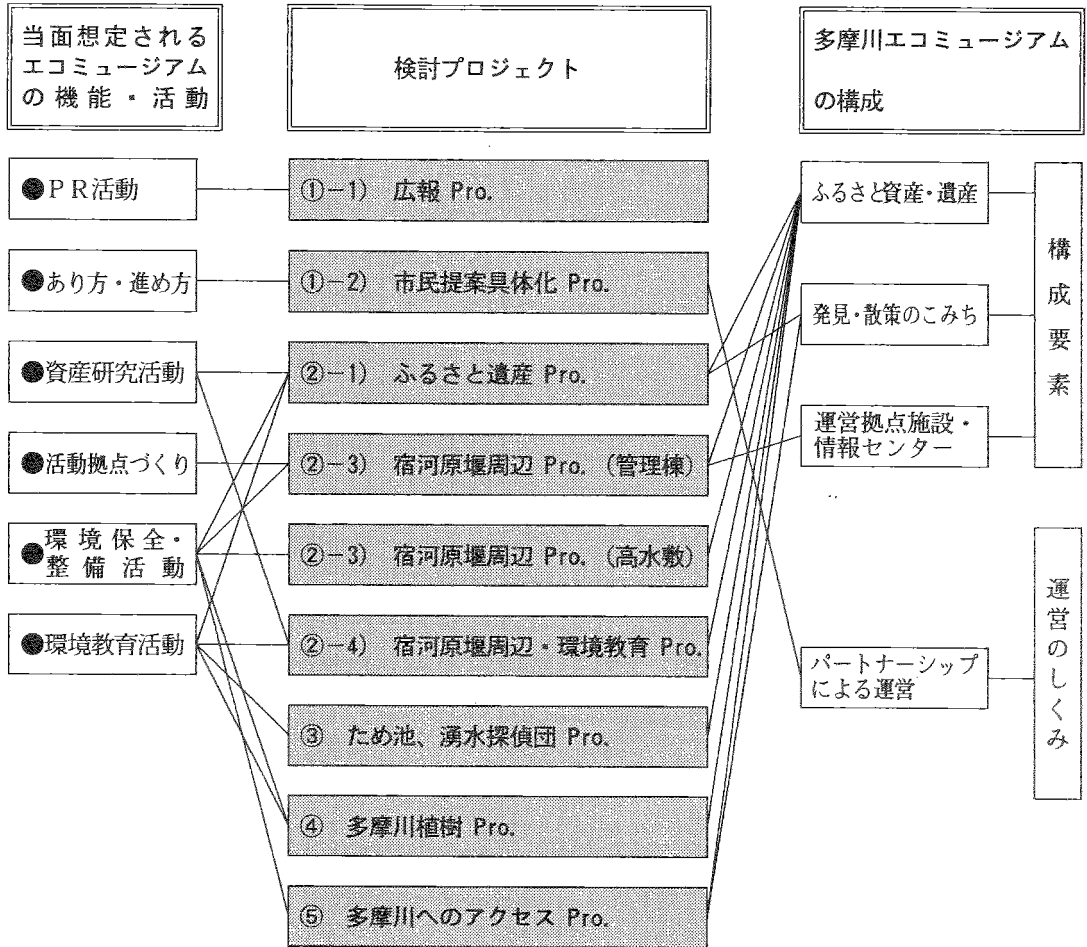 当面想定される
エコミュージアム
の機能・活動
検討プロジェクト
多摩川エコミュージアム
の構成
●PR活動
①-1) 広報 Pro.
ふるさと資産・遺産
●あり方・進め方
①-2) 市民提案具体化 Pro.
発見・散策のこみち
●資産研究活動
②-1) ふるさと遺産 Pro.
●活動拠点づくり
②-3) 宿河原堰周辺 Pro. (管理棟)
運営拠点施設・
情報センター
構成要素
●環境保全・
整備活動
②-3) 宿河原堰周辺 Pro. (高水敷)
●環境教育活動
②-4) 宿河原堰周辺・環境教育 Pro.
パートナーシップ
による運営
運営のしくみ
③ ため池、湧水探偵団 Pro.
④ 多摩川植樹 Pro.
⑤ 多摩川へのアクセス Pro.